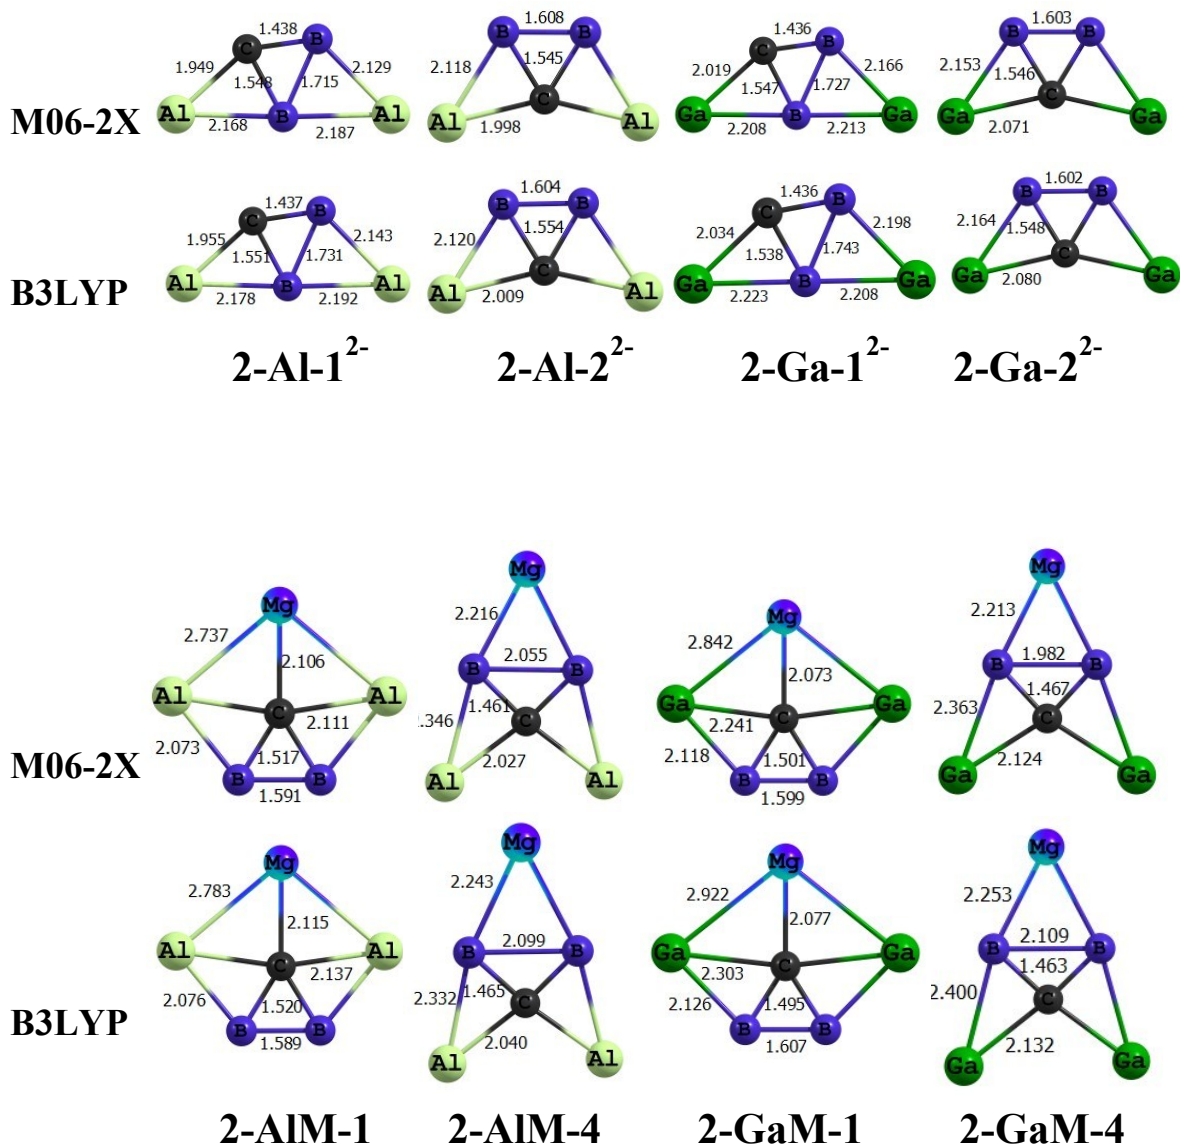 1.438 1.608 1.436 1.603
C B B B C B B B
1.949 1.548 1.715 2.129 2.118 1.545 2.019 1.547 1.727 2.166 2.153 1.546
M06-2X Al B Al Al C Al Ga B Ga Ga C Ga
2.168 2.187 1.998 2.208 2.213 2.071
1.437 1.604 1.436 1.602
C B B B C B B B
1.955 1.551 1.731 2.143 2.120 1.554 2.034 1.538 1.743 2.198 2.164 1.548
B3LYP Al B Al Al C Al Ga B Ga Ga C Ga
2.178 2.192 2.009 2.223 2.208 2.080
2-Al-1²⁻ 2-Al-2²⁻ 2-Ga-1²⁻ 2-Ga-2²⁻
Mg Mg Mg Mg
2.737 2.106 2.216 2.055 2.842 2.073 2.213 1.982
Al Al B B Ga Ga B B
C 2.111 1.461 C C 2.241 1.467 C
2.073 1.517 .346 2.027 2.118 1.501 2.363 2.124
M06-2X B B Al Al B B Ga Ga
1.591 1.599
Mg Mg Mg Mg
2.783 2.115 2.243 2.099 2.922 2.077 2.253 2.109
Al Al B B Ga Ga B B
C 2.137 1.465 C C 2.303 1.463 C
2.076 1.520 2.332 2.040 2.126 1.495 2.400 2.132
B3LYP B B Al Al B B Ga Ga
1.589 1.607
2-AlM-1 2-AlM-4 2-GaM-1 2-GaM-4